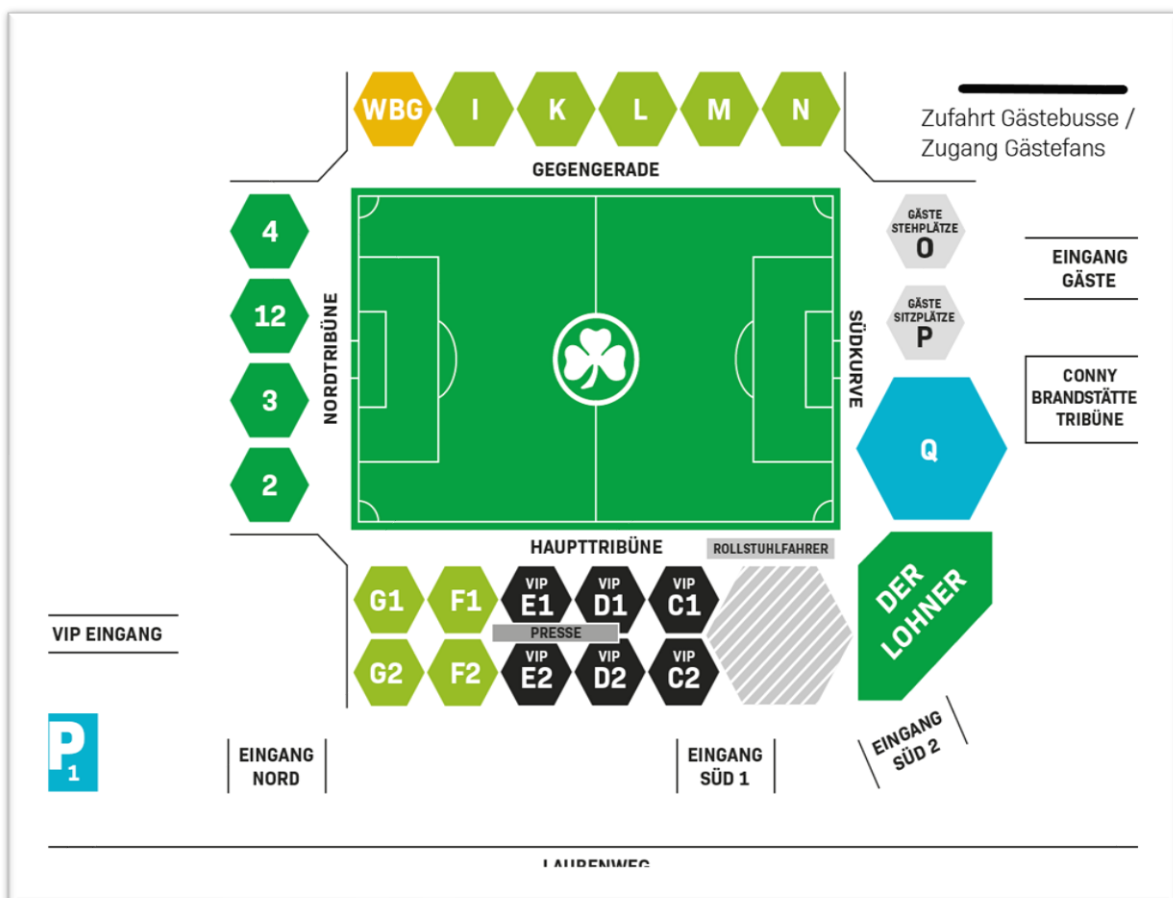 WBG
I
K
L
M
N
Zufahrt Gästebusse /
Zugang Gästefans
GEGENGERADE
4
12
3
2
NORDTRIBÜNE
SÜDKURVE
GÄSTE
STEHPLÄTZE
O
GÄSTE
SITZPLÄTZE
P
EINGANG
GÄSTE
CONNY
BRANDSTÄTTE
TRIBÜNE
Q
HAUPTTRIBÜNE
ROLLSTUHLFAHRER
G1
F1
VIP
E1
VIP
D1
VIP
C1
PRESSE
G2
F2
VIP
E2
VIP
D2
VIP
C2
DER
LOHNER
VIP EINGANG
P
1
EINGANG
NORD
EINGANG
SÜD 1
EINGANG
SÜD 2
LAUBENWEG